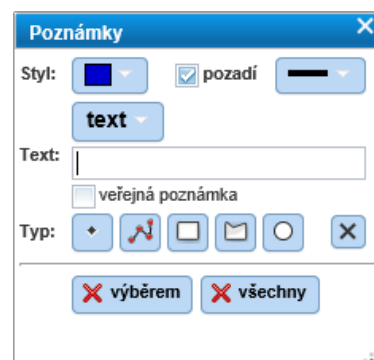 Poznámky
Styl: pozadí
text
Text:
veřejná poznámka
Typ:
výběrem všechny